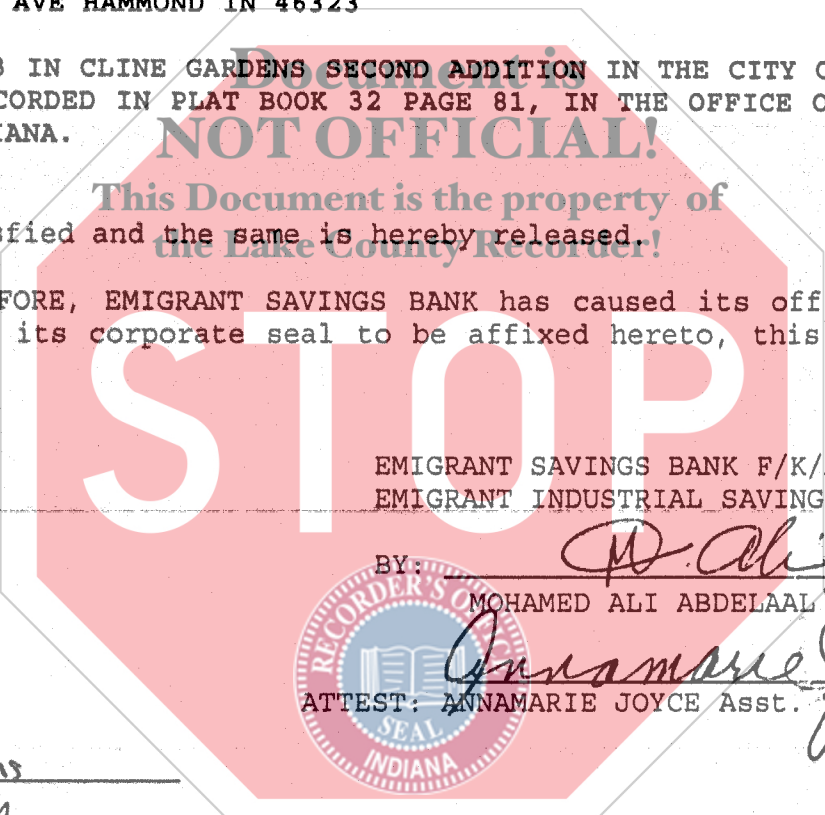 AVE HAMMOND IN 46323
IN CLINE GARDENS SECOND ADDITION IN THE CITY
Document is
CORDED IN PLAT BOOK 32 PAGE 81, IN THE OFFICE
IANA.
NOT OFFICIAL!
This Document is the property of
sfied and the same is hereby released.
the Lake County Recorder!
FORE, EMIGRANT SAVINGS BANK has caused its off
its corporate seal to be affixed hereto, this
STOP
EMIGRANT SAVINGS BANK F/K/
EMIGRANT INDUSTRIAL SAVING
BY: M. Ali
MOHAMED ALI ABDELAAL
Annamarie
ATTEST: ANNAMARIE JOYCE Asst.
RECORDER'S OFFICE
SEAL
INDIANA